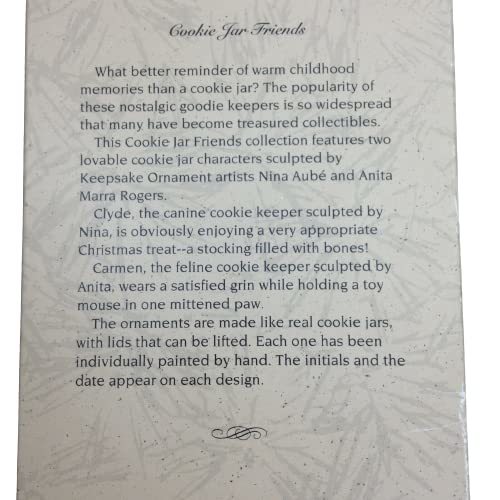 Cookie Jar Friends
What better reminder of warm childhood
memories than a cookie jar? The popularity of
these nostalgic goodie keepers is so widespread
that many have become treasured collectibles.
This Cookie Jar Friends collection features two
lovable cookie jar characters sculpted by
Keepsake Ornament artists Nina Aubé and Anita
Marra Rogers.
Clyde, the canine cookie keeper sculpted by
Nina, is obviously enjoying a very appropriate
Christmas treat--a stocking filled with bones!
Carmen, the feline cookie keeper sculpted by
Anita, wears a satisfied grin while holding a toy
mouse in one mittened paw.
The ornaments are made like real cookie jars,
with lids that can be lifted. Each one has been
individually painted by hand. The initials and the
date appear on each design.